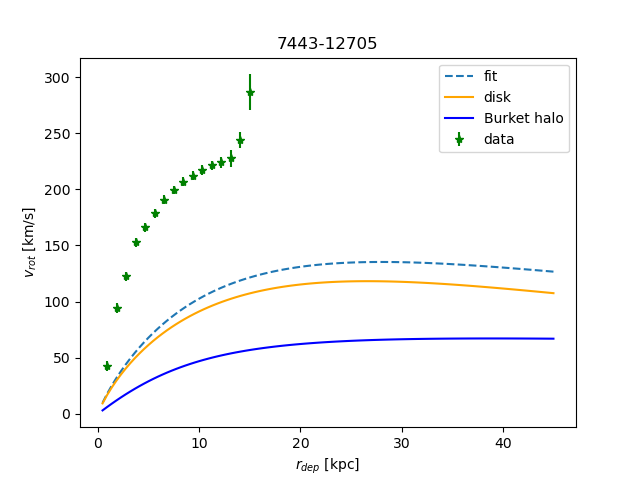 7443-12705
300
250
200
150
100
50
0
v_rot [km/s]
0 10 20 30 40
r_dep [kpc]
fit
disk
Burket halo
data